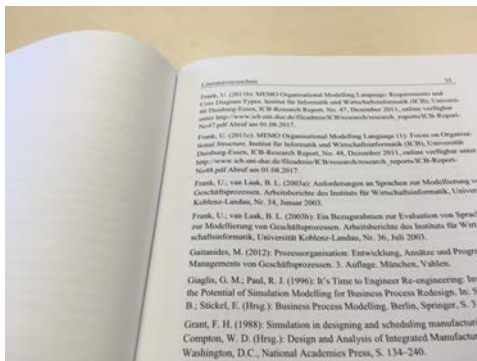 Literaturverzeichnis
Frank, U. (2011b): MEMO Organisational Modelling Language: Requirements and
Core Diagram Types. Institut für Informatik und Wirtschaftsinformatik (ICB), Universi-
tät Duisburg-Essen, ICB-Research Report, No. 47, Dezember 2011, online verfügbar
unter http://www.icb.uni-due.de/fileadmin/ICB/research/research_reports/ICB-Report-
No47.pdf Abruf am 01.08.2017.
Frank, U. (2011c): MEMO Organisational Modelling Language (1): Focus on Organisa-
tional Structure. Institut für Informatik und Wirtschaftsinformatik (ICB), Universität
Duisburg-Essen, ICB-Research Report, No. 48, Dezember 2011, online verfügbar unter
http://www.icb.uni-due.de/fileadmin/ICB/research/research_reports/ICB-Report-
No48.pdf Abruf am 01.08.2017.
Frank, U.; van Laak, B. L. (2003a): Anforderungen an Sprachen zur Modellierung v
Geschäftsprozessen. Arbeitsberichte des Instituts für Wirtschaftsinformatik, Univer
Koblenz-Landau, Nr. 34, Januar 2003.
Frank, U.; van Laak, B. L. (2003b): Ein Bezugsrahmen zur Evaluation von Sprac
zur Modellierung von Geschäftsprozessen. Arbeitsberichte des Instituts für Wirt
schaftsinformatik, Universität Koblenz-Landau, Nr. 36, Juli 2003.
Gaitanides, M. (2012): Prozessorganisation: Entwicklung, Ansätze und Progr
Managements von Geschäftsprozessen. 3. Auflage. München, Vahlen.
Giaglis, G. M.; Paul, R. J. (1996): It's Time to Engineer Re-engineering: In
the Potential of Simulation Modelling for Business Process Redesign. In: S
B.; Stickel, E. (Hrsg.): Business Process Modelling. Berlin, Springer, S. 3
Grant, F. H. (1988): Simulation in designing and scheduling manufacturi
Compton, W. D. (Hrsg.): Design and Analysis of Integrated Manufactur
Washington, D.C., National Academies Press, S. 134–240.